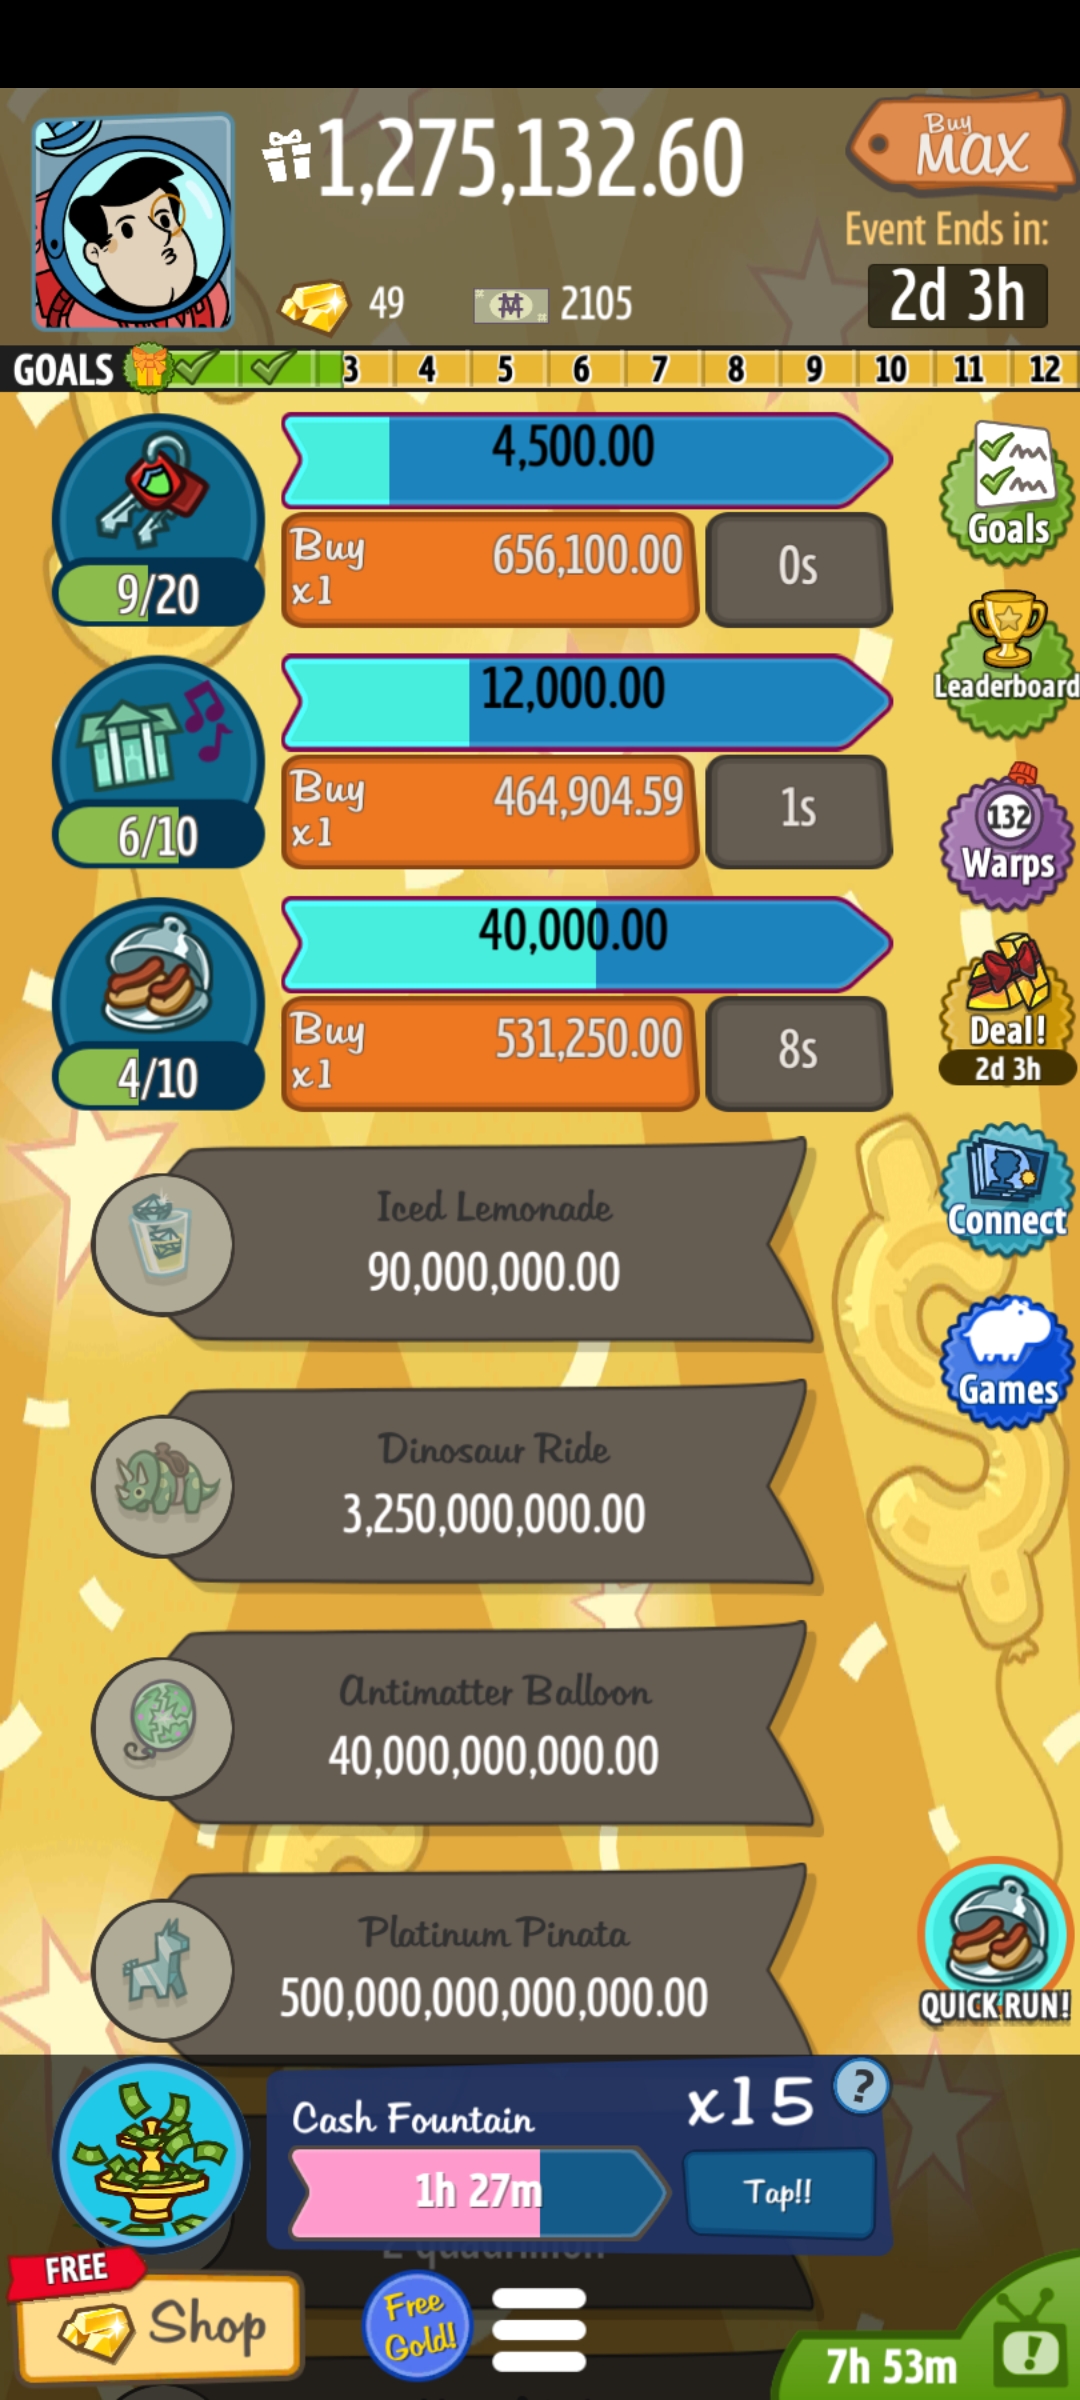 1,275,132.60
Buy
MAX
Event Ends in:
49
2105
2d 3h
GOALS 3 4 5 6 7 8 9 10 11 12
4,500.00
Buy
x1
656,100.00
0s
9/20
Goals
Leaderboard
12,000.00
Buy
x1
464,904.59
1s
6/10
132
Warps
40,000.00
Buy
x1
531,250.00
8s
4/10
Deal!
2d 3h
Iced Lemonade
90,000,000.00
Connect
Games
Dinosaur Ride
3,250,000,000.00
Antimatter Balloon
40,000,000,000.00
Platinum Pinata
500,000,000,000,000.00
QUICK RUN!
Cash Fountain
x15
?
1h 27m
Tap!!
FREE
Shop
Free
Gold!
7h 53m